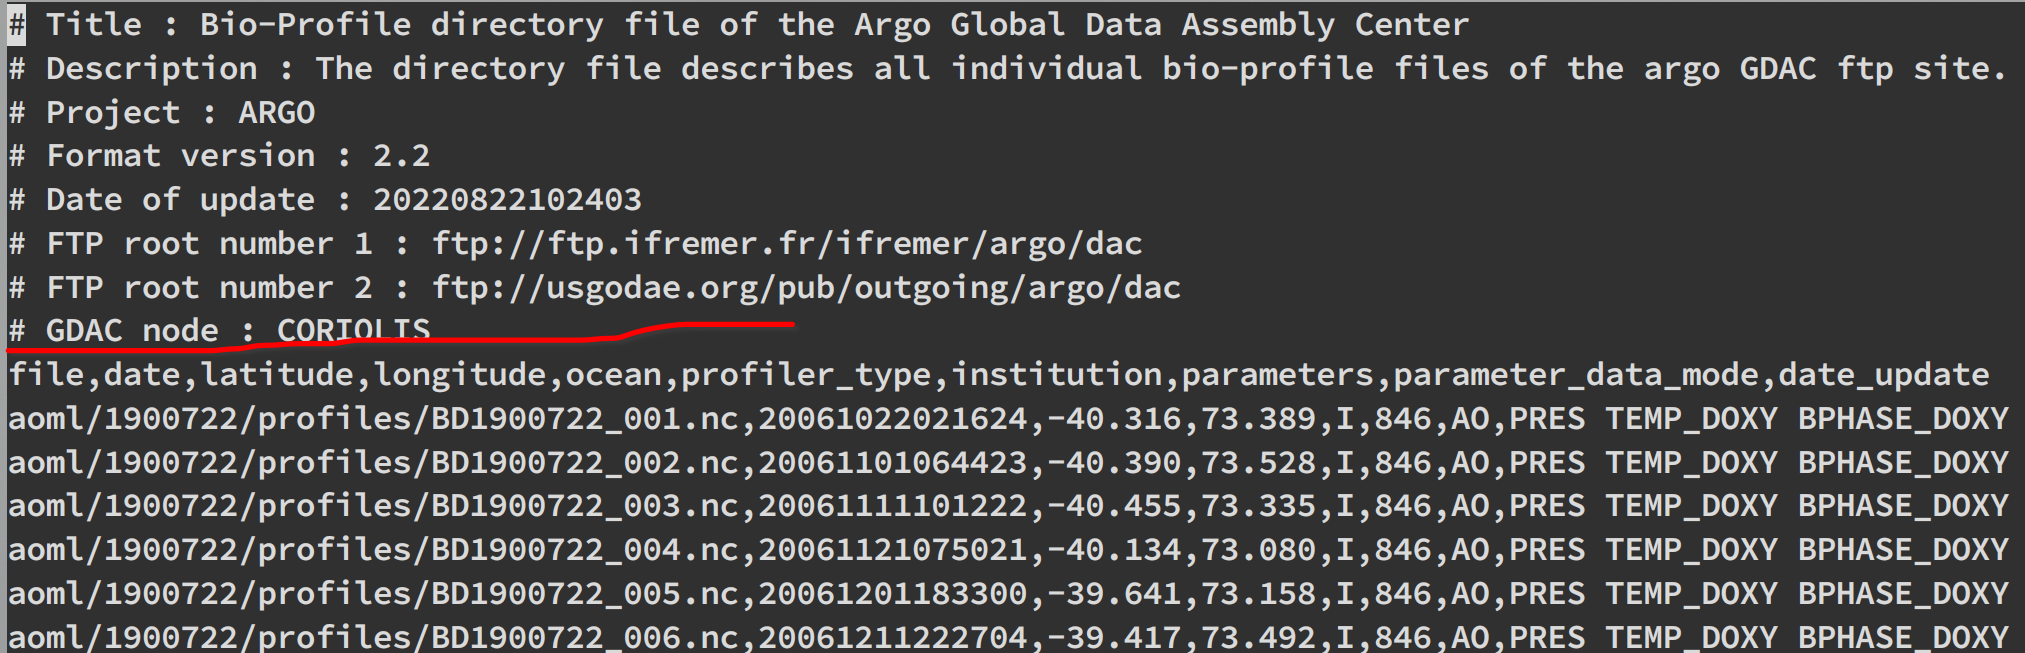 # Title : Bio-Profile directory file of the Argo Global Data Assembly Center
# Description : The directory file describes all individual bio-profile files of the argo GDAC ftp site.
# Project : ARGO
# Format version : 2.2
# Date of update : 20220822102403
# FTP root number 1 : ftp://ftp.ifremer.fr/ifremer/argo/dac
# FTP root number 2 : ftp://usgodae.org/pub/outgoing/argo/dac
# GDAC node : CORIOLIS
file,date,latitude,longitude,ocean,profiler_type,institution,parameters,parameter_data_mode,date_update
aoml/1900722/profiles/BD1900722_001.nc,20061022021624,-40.316,73.389,I,846,AO,PRES TEMP_DOXY BPHASE_DOXY
aoml/1900722/profiles/BD1900722_002.nc,20061101064423,-40.390,73.528,I,846,AO,PRES TEMP_DOXY BPHASE_DOXY
aoml/1900722/profiles/BD1900722_003.nc,20061111101222,-40.455,73.335,I,846,AO,PRES TEMP_DOXY BPHASE_DOXY
aoml/1900722/profiles/BD1900722_004.nc,20061121075021,-40.134,73.080,I,846,AO,PRES TEMP_DOXY BPHASE_DOXY
aoml/1900722/profiles/BD1900722_005.nc,20061201183300,-39.641,73.158,I,846,AO,PRES TEMP_DOXY BPHASE_DOXY
aoml/1900722/profiles/BD1900722_006.nc,20061211222704,-39.417,73.492,I,846,AO,PRES TEMP_DOXY BPHASE_DOXY